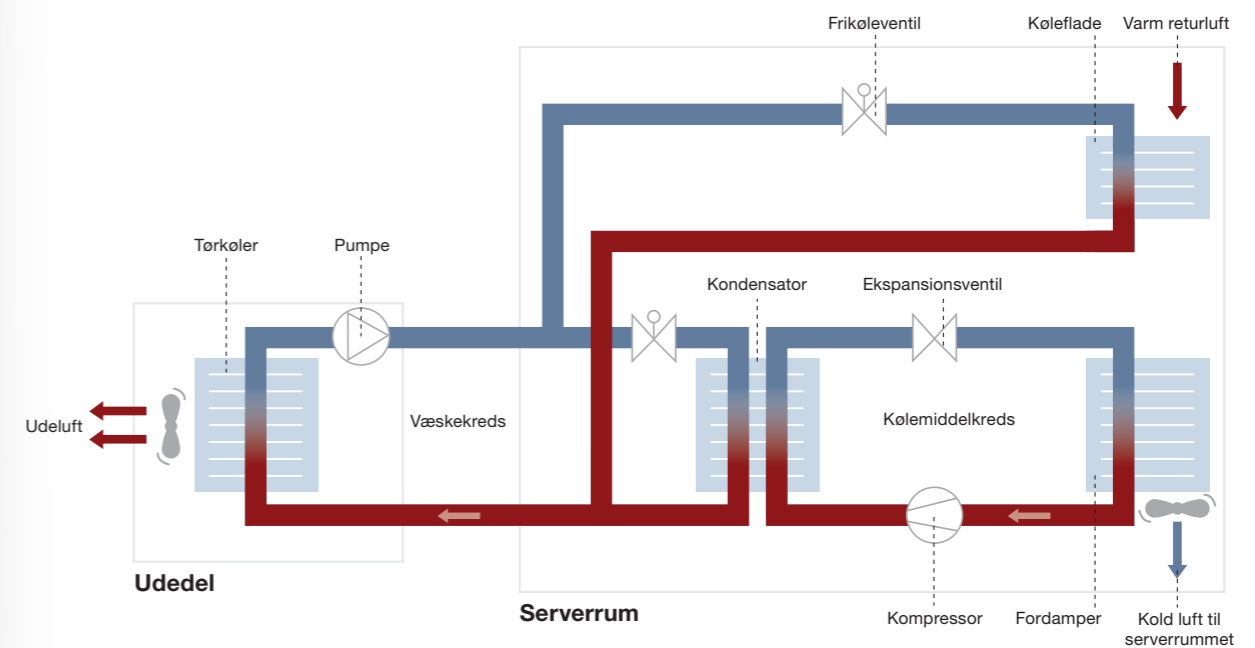 Frikøleventil
Køleflade
Varm returluft
Tørkøler
Pumpe
Kondensator
Ekspansionsventil
Udeluft
Væskekreds
Kølemiddelkreds
Udedel
Serverrum
Kompressor
Fordamper
Kold luft til
serverrummet